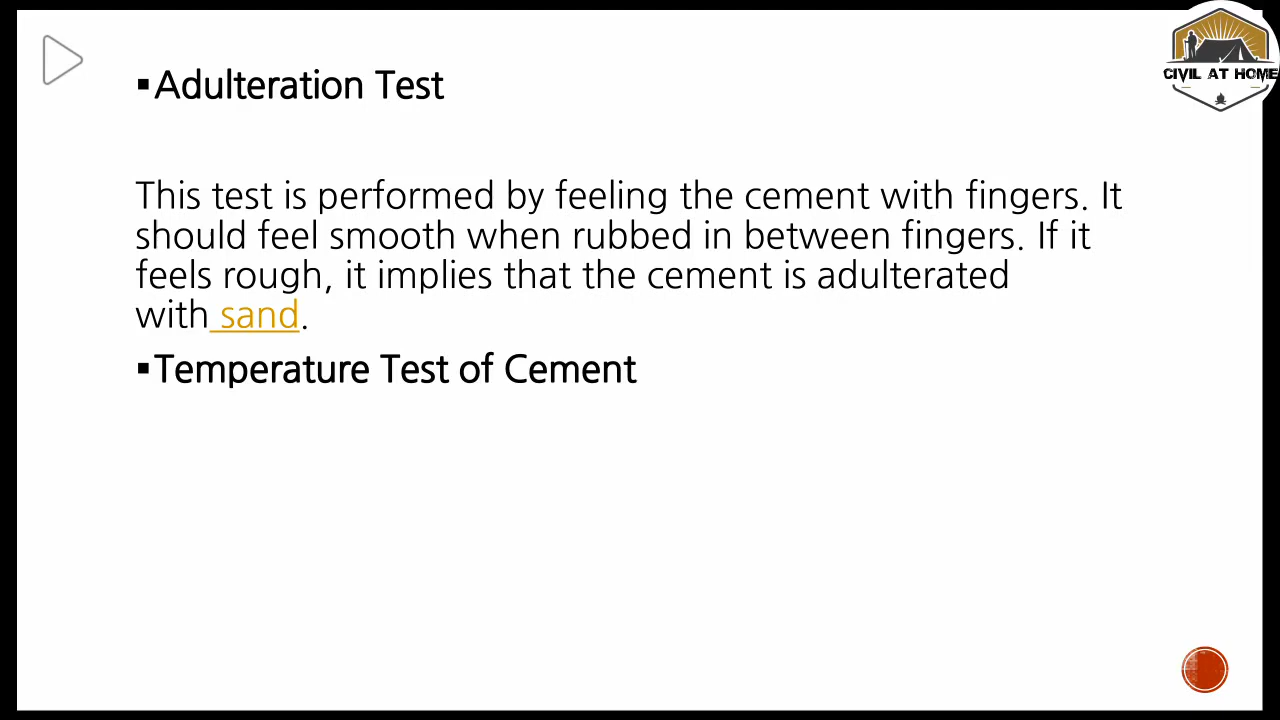 CIVIL AT HOME
▪Adulteration Test
This test is performed by feeling the cement with fingers. It
should feel smooth when rubbed in between fingers. If it
feels rough, it implies that the cement is adulterated
with sand.
▪Temperature Test of Cement